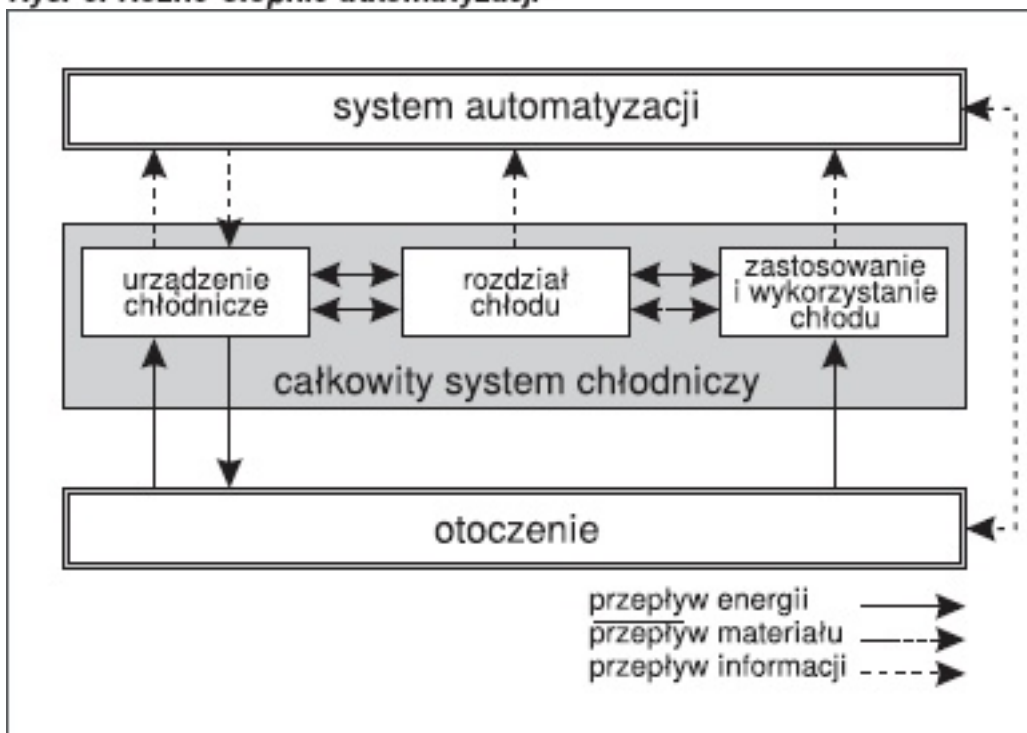 system automatyzacji
urządzenie
chłodnicze
rozdział
chłodu
zastosowanie
i wykorzystanie
chłodu
całkowity system chłodniczy
otoczenie
przepływ energii
przepływ materiału
przepływ informacji